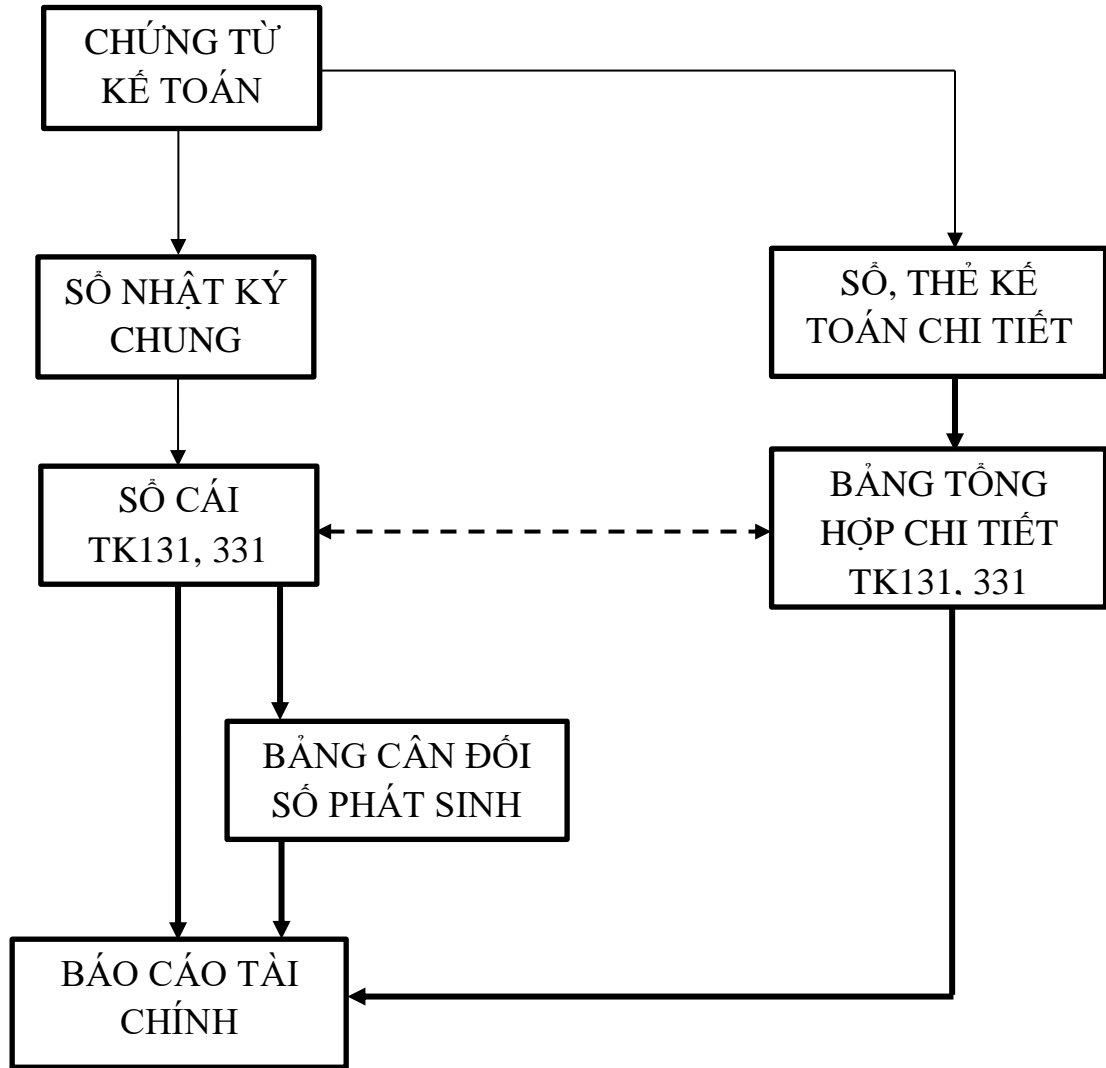 CHỨNG TỪ
KẾ TOÁN
SỔ NHẬT KÝ
CHUNG
SỔ, THẺ KẾ
TOÁN CHI TIẾT
SỔ CÁI
TK131, 331
BẢNG TỔNG
HỢP CHI TIẾT
TK131, 331
BẢNG CÂN ĐỐI
SỐ PHÁT SINH
BÁO CÁO TÀI
CHÍNH